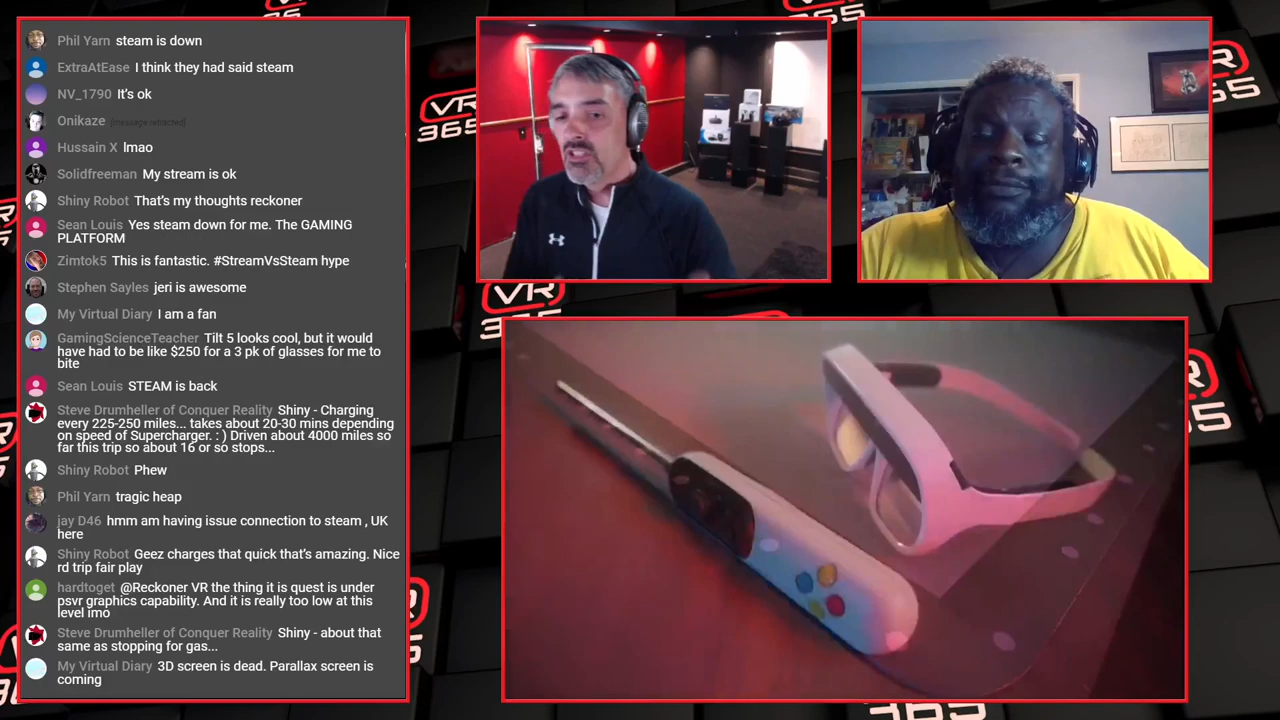 Phil Yarn steam is down
ExtraAtEase I think they had said steam
NV_1790 It's ok
Onikaze [message redacted]
Hussain X lmao
Solidfreeman My stream is ok
Shiny Robot That's my thoughts reckoner
Sean Louis Yes steam down for me. The GAMING
PLATFORM
Zimtok5 This is fantastic. #StreamVsSteam hype
Stephen Sayles jeri is awesome
My Virtual Diary I am a fan
GamingScienceTeacher Tilt 5 looks cool, but it would
have had to be like $250 for a 3 pk of glasses for me to
bite
Sean Louis STEAM is back
Steve Drumheller of Conquer Reality Shiny - Charging
every 225-250 miles... takes about 20-30 mins depending
on speed of Supercharger. : ) Driven about 4000 miles so
far this trip so about 16 or so stops...
Shiny Robot Phew
Phil Yarn tragic heap
jay D46 hmm am having issue connection to steam , UK
here
Shiny Robot Geez charges that quick that's amazing. Nice
rd trip fair play
hardtoget @Reckoner VR the thing it is quest is under
psvr graphics capability. And it is really too low at this
level imo
Steve Drumheller of Conquer Reality Shiny - about that
same as stopping for gas...
My Virtual Diary 3D screen is dead. Parallax screen is
coming
VR
365
VR
365